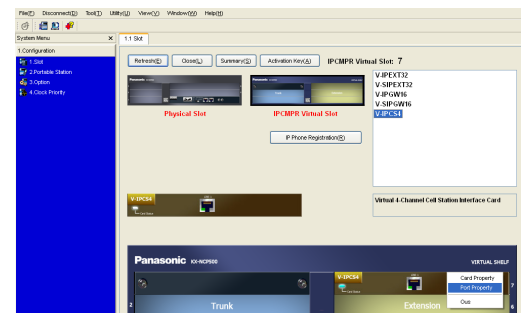 File(F) Disconnect(D) Tool(T) Utility(U) View(V) Window(W) Help(H)
System Menu X
1.1 Slot
1.Configuration
1.Slot
2.Portable Station
3.Option
4.Clock Priority
Refresh(E) Close(L) Summary(S) Activation Key(A) IPCMPR Virtual Slot: 7
V-IPEXT32
V-SIPEXT32
V-IPGW16
V-SIPGW16
V-IPCS4
Physical Slot
IPCMPR Virtual Slot
IP Phone Registration(R)
V-IPCS4
Virtual 4-Channel Cell Station Interface Card
Panasonic KX-NCP500
VIRTUAL SHELF
V-IPCS4
Card Property
Port Property
Ous
7
2
Trunk
Extension
6